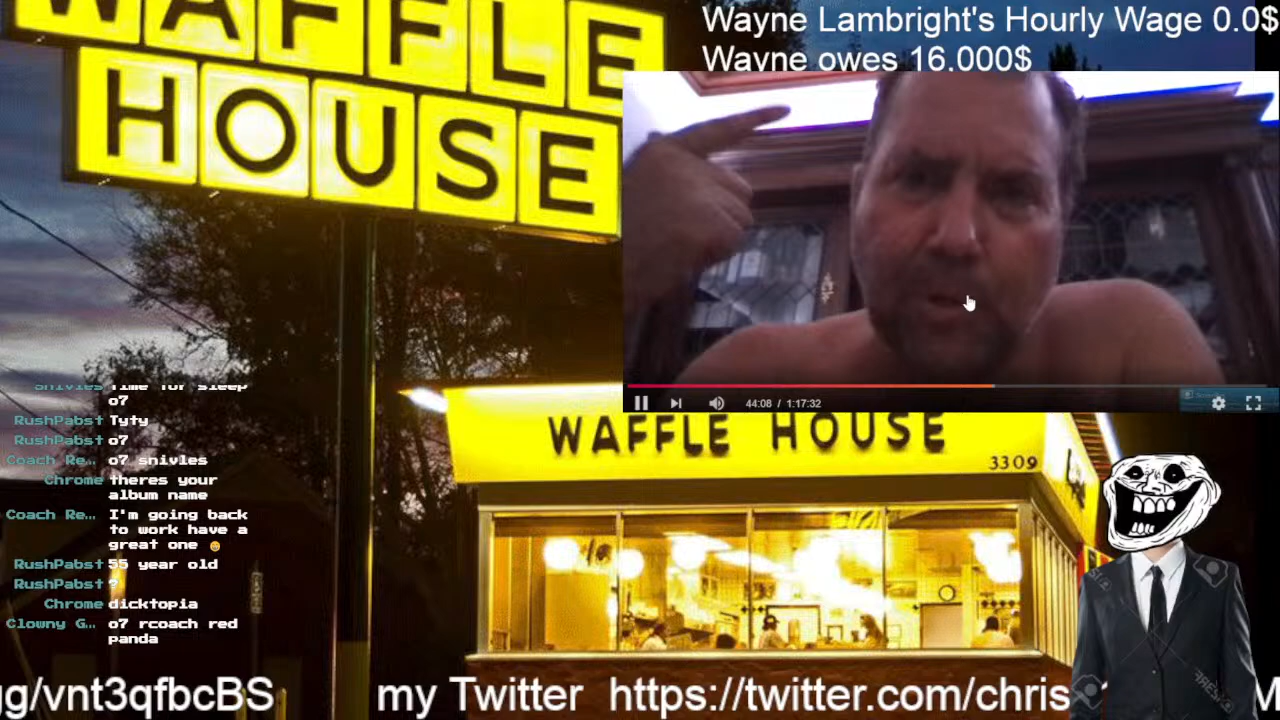 WAFFLE
HOUSE
Wayne Lambright's Hourly Wage 0.0$
Wayne owes 16,000$
44:08 / 1:17:32
WAFFLE HOUSE
3309
Snivles Time for sleep
o7
RushPabst Tyty
RushPabst o7
Coach Re… o7 snivles
Chrome theres your
album name
Coach Re… I'm going back
to work have a
great one 😀
RushPabst 55 year old
RushPabst ?
Chrome dicktopia
Clowny G… o7 rcoach red
panda
gg/vnt3qfbcBS my Twitter https://twitter.com/chris M